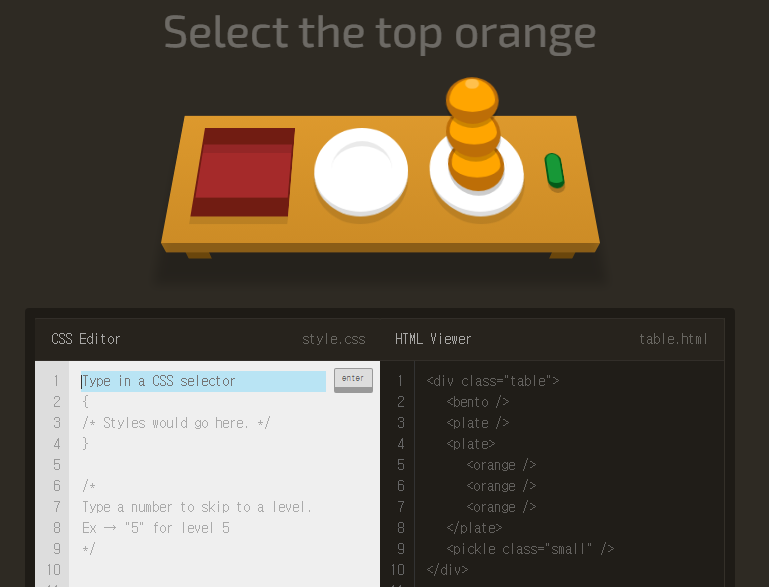 Select the top orange
CSS Editor
style.css
HTML Viewer
table.html
1 Type in a CSS selector
enter
2 {
3 /* Styles would go here. */
4 }
5
6 /*
7 Type a number to skip to a level.
8 Ex → "5" for level 5
9 */
10
1 <div class="table">
2 <bento />
3 <plate />
4 <plate>
5 <orange />
6 <orange />
7 <orange />
8 </plate>
9 <pickle class="small" />
10 </div>